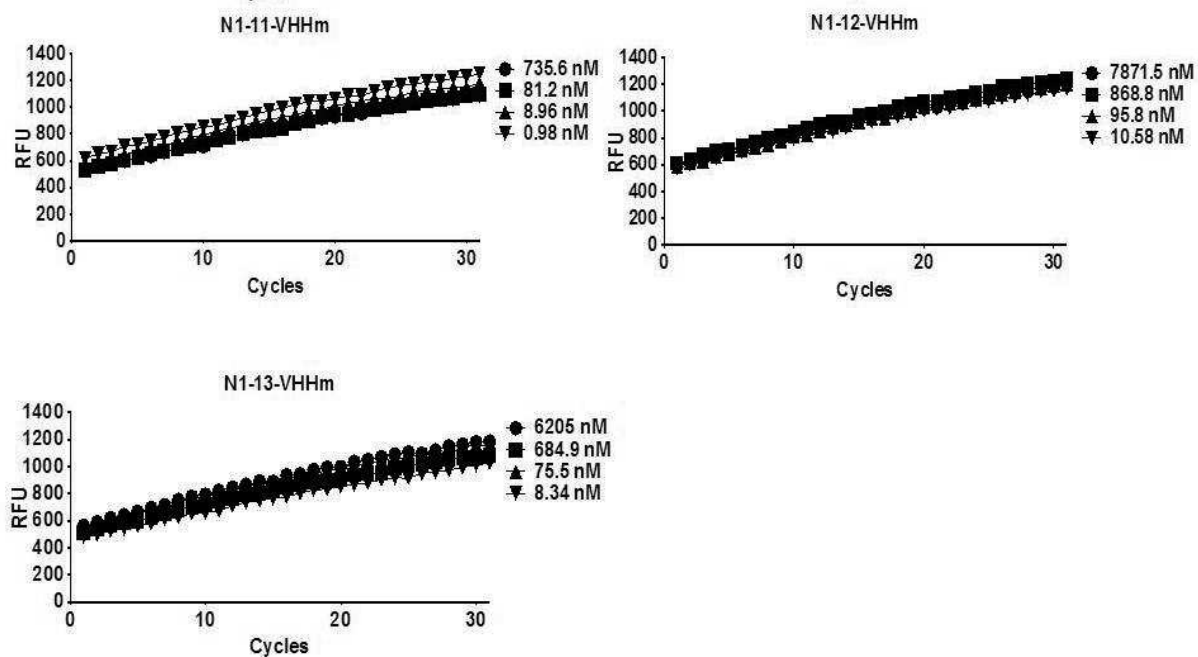 N1-11-VHHm
1400
1200
1000
800
600
400
200
0
RFU
0 10 20 30
Cycles
735.6 nM
81.2 nM
8.96 nM
0.98 nM
N1-12-VHHm
1400
1200
1000
800
600
400
200
0
RFU
0 10 20 30
Cycles
7871.5 nM
868.8 nM
95.8 nM
10.58 nM
N1-13-VHHm
1400
1200
1000
800
600
400
200
0
RFU
0 10 20 30
Cycles
6205 nM
684.9 nM
75.5 nM
8.34 nM